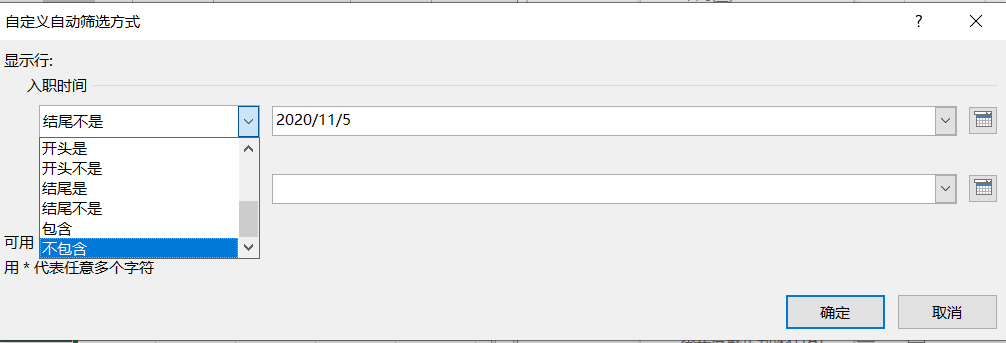 自定义自动筛选方式
?
显示行:
入职时间
结尾不是
2020/11/5
开头是
开头不是
结尾是
结尾不是
包含
不包含
可用
用 * 代表任意多个字符
确定
取消